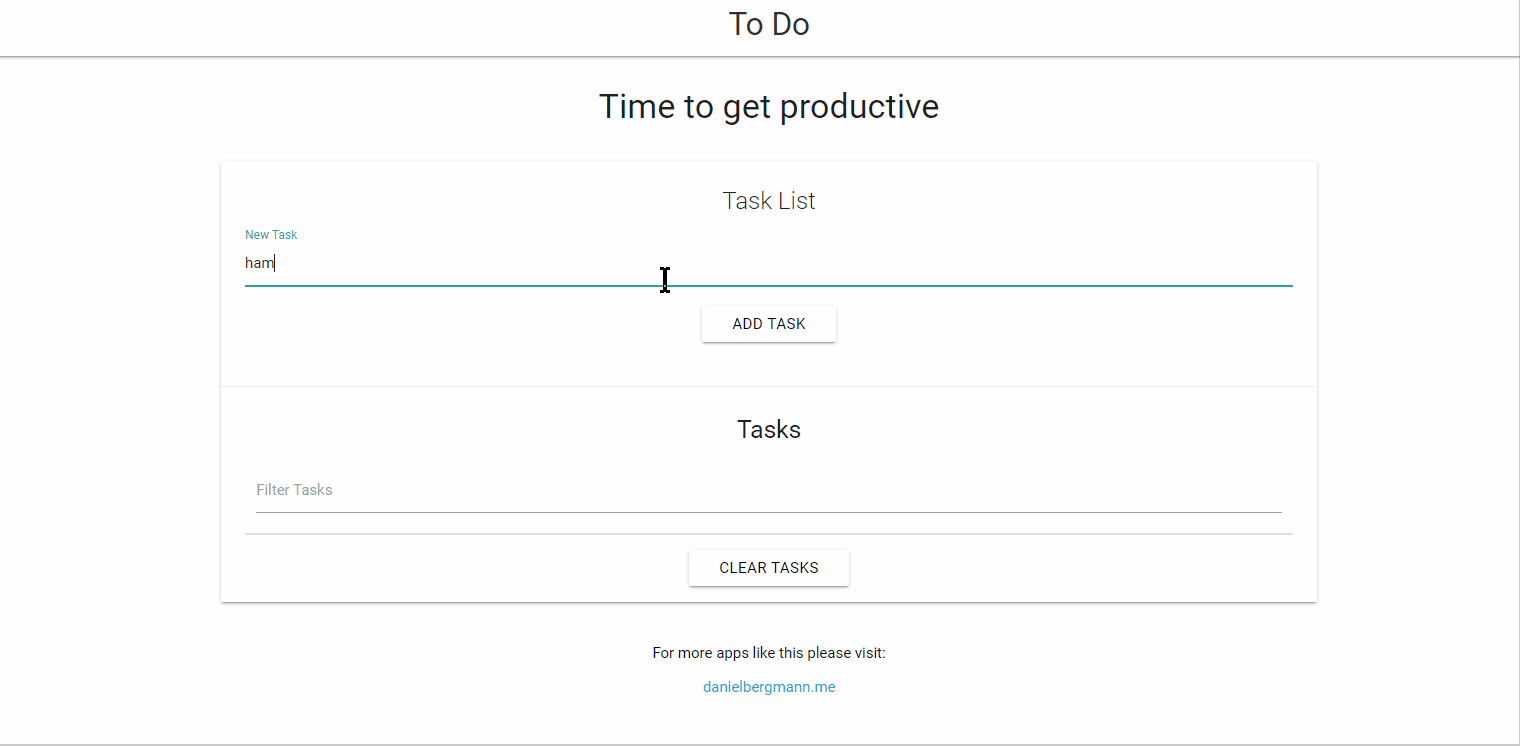 To Do
Time to get productive
Task List
New Task
ham
ADD TASK
Tasks
Filter Tasks
CLEAR TASKS
For more apps like this please visit:
danielbergmann.me